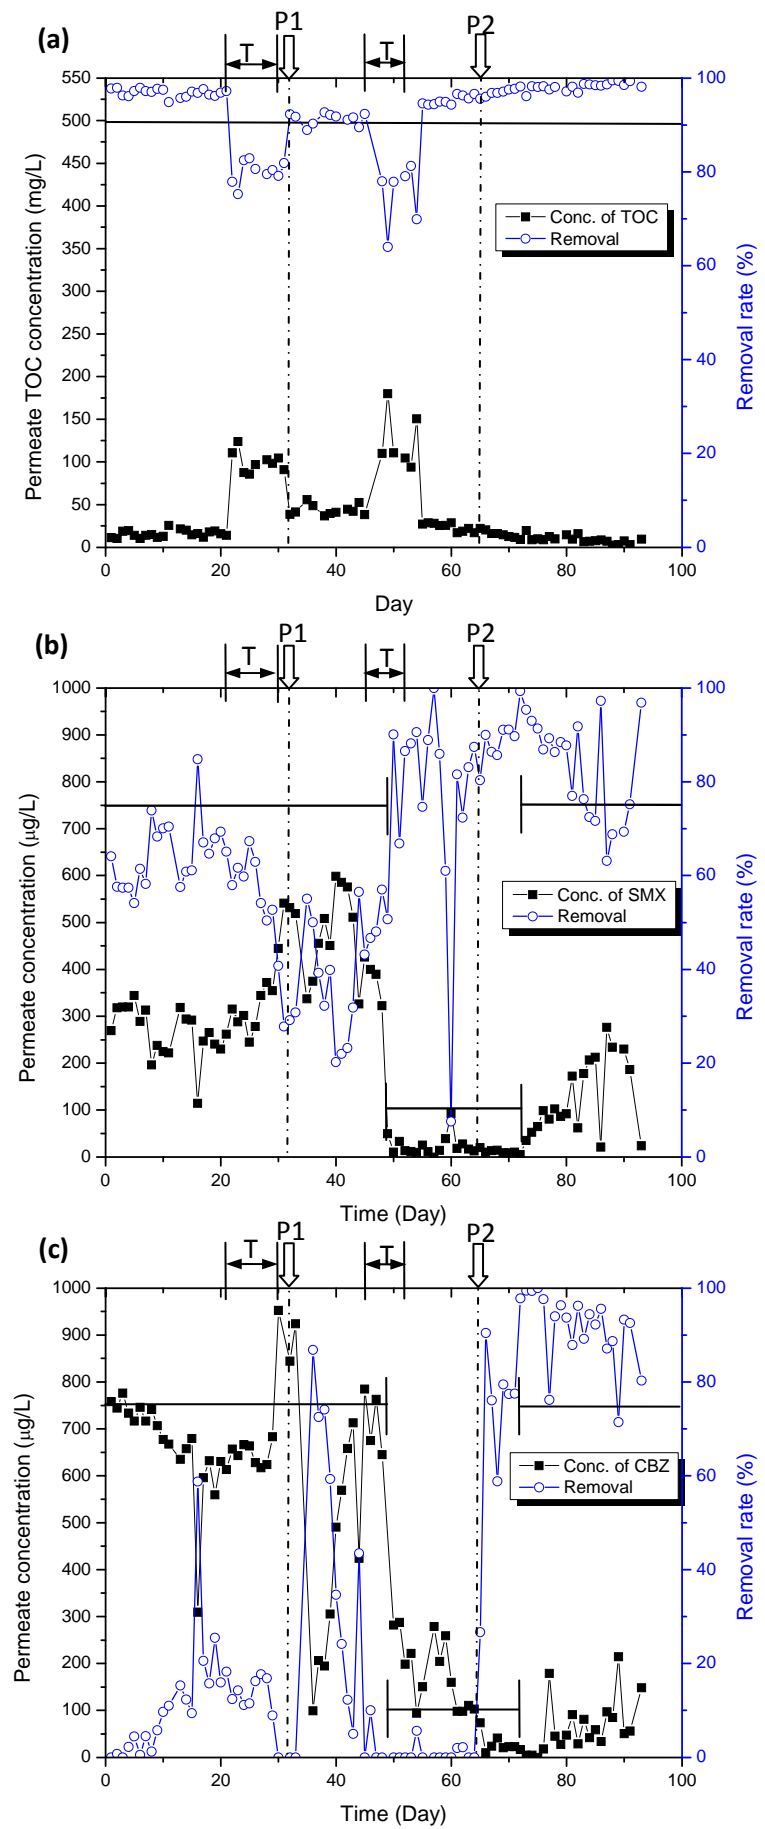 (a)
T
P1
T
P2
550
500
450
400
350
300
250
200
150
100
50
0
Permeate TOC concentration (mg/L)
100
80
60
40
20
0
Removal rate (%)
Conc. of TOC
Removal
0 20 40 60 80 100
Day
(b)
T
P1
T
P2
1000
900
800
700
600
500
400
300
200
100
0
Permeate concentration (µg/L)
100
80
60
40
20
0
Removal rate (%)
Conc. of SMX
Removal
0 20 40 60 80 100
Time (Day)
(c)
T
P1
T
P2
1000
900
800
700
600
500
400
300
200
100
0
Permeate concentration (µg/L)
100
80
60
40
20
0
Removal rate (%)
Conc. of CBZ
Removal
0 20 40 60 80 100
Time (Day)